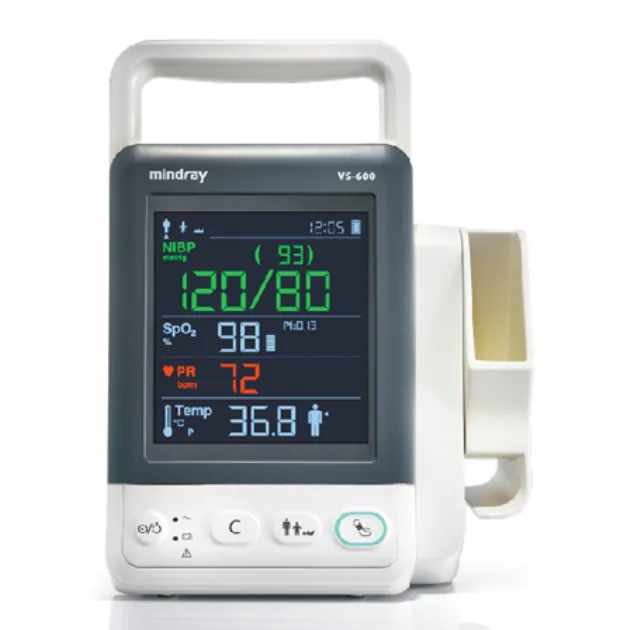 mindray VS-600
12:05
NIBP
mmHg
( 93)
120/80
SpO₂
%
98
PI:0.13
PR
bpm
72
Temp
°C
P
36.8
C